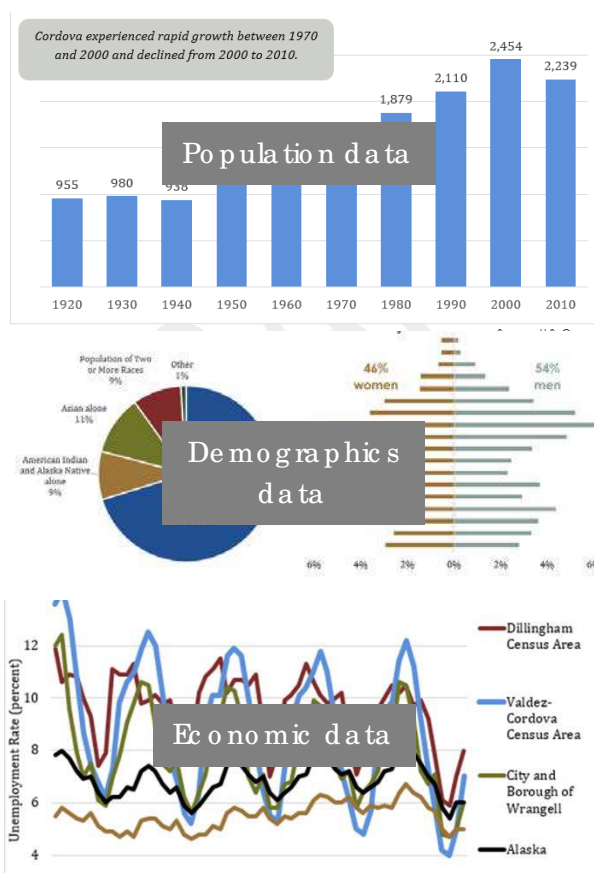 Cordova experienced rapid growth between 1970
and 2000 and declined from 2000 to 2010.
2,454
2,239
2,110
1,879
Population data
955
980
938
1920 1930 1940 1950 1960 1970 1980 1990 2000 2010
Population of Two
or More Races
9%
Other
1%
46%
women
54%
men
Asian alone
11%
American Indian
and Alaska Native
alone
9%
Demographics
data
6% 4% 2% 0% 2% 4% 6%
Unemployment Rate (percent)
12
10
8
6
4
Economic data
Dillingham
Census Area
Valdez-
Cordova
Census Area
City and
Borough of
Wrangell
Alaska